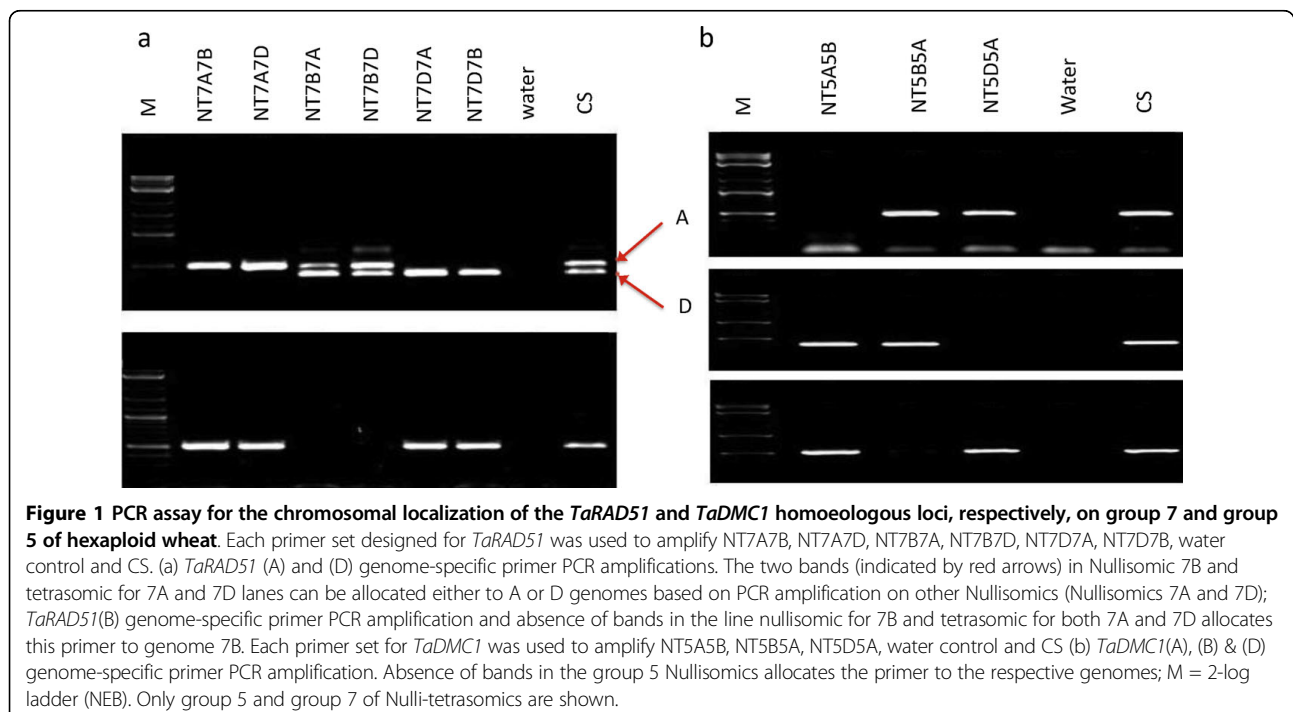 a
M
NT7A7B
NT7A7D
NT7B7A
NT7B7D
NT7D7A
NT7D7B
water
CS
A
D
b
M
NT5A5B
NT5B5A
NT5D5A
Water
CS
Figure 1 PCR assay for the chromosomal localization of the TaRAD51 and TaDMC1 homoeologous loci, respectively, on group 7 and group
5 of hexaploid wheat. Each primer set designed for TaRAD51 was used to amplify NT7A7B, NT7A7D, NT7B7A, NT7B7D, NT7D7A, NT7D7B, water
control and CS. (a) TaRAD51 (A) and (D) genome-specific primer PCR amplifications. The two bands (indicated by red arrows) in Nullisomic 7B and
tetrasomic for 7A and 7D lanes can be allocated either to A or D genomes based on PCR amplification on other Nullisomics (Nullisomics 7A and 7D);
TaRAD51(B) genome-specific primer PCR amplification and absence of bands in the line nullisomic for 7B and tetrasomic for both 7A and 7D allocates
this primer to genome 7B. Each primer set for TaDMC1 was used to amplify NT5A5B, NT5B5A, NT5D5A, water control and CS (b) TaDMC1(A), (B) & (D)
genome-specific primer PCR amplification. Absence of bands in the group 5 Nullisomics allocates the primer to the respective genomes; M = 2-log
ladder (NEB). Only group 5 and group 7 of Nulli-tetrasomics are shown.